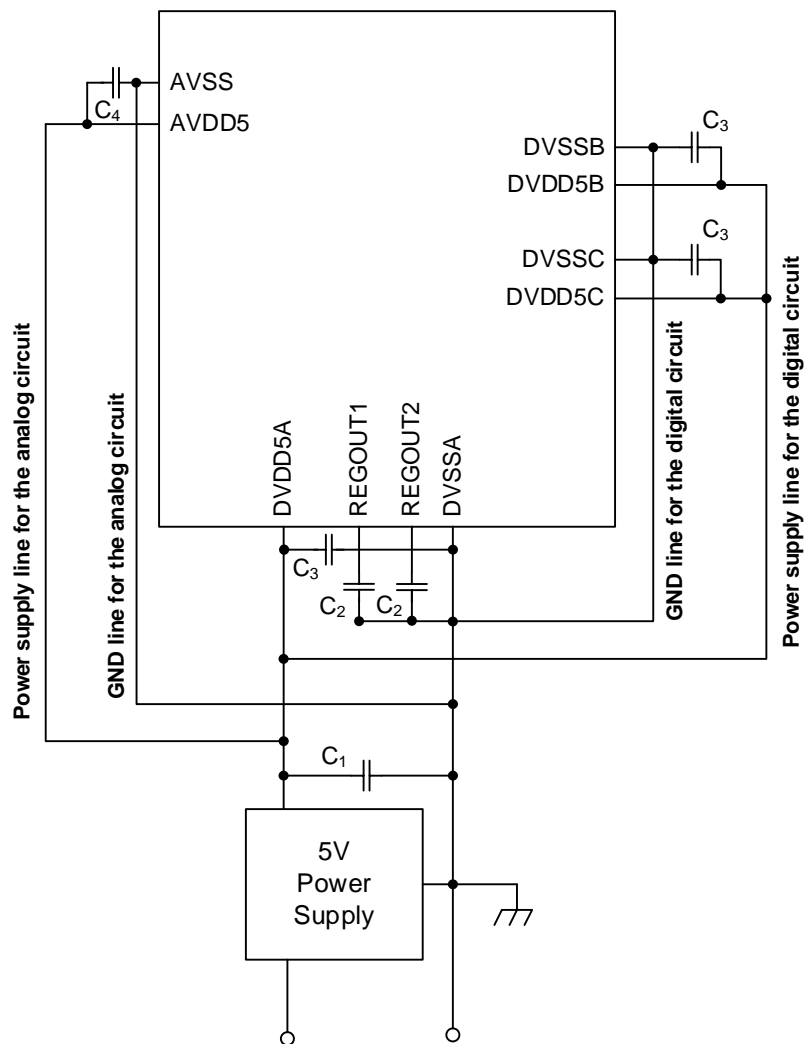 AVSS
C₄
AVDD5
C₃
DVSSB
DVDD5B
C₃
DVSSC
DVDD5C
Power supply line for the analog circuit
GND line for the analog circuit
DVDD5A
REGOUT1
REGOUT2
DVSSA
GND line for the digital circuit
Power supply line for the digital circuit
C₃
C₂
C₂
C₁
5V
Power
Supply